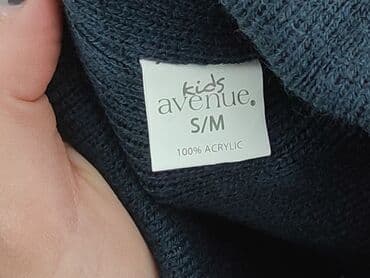 kids
avenue.
S/M
100% ACRYLIC